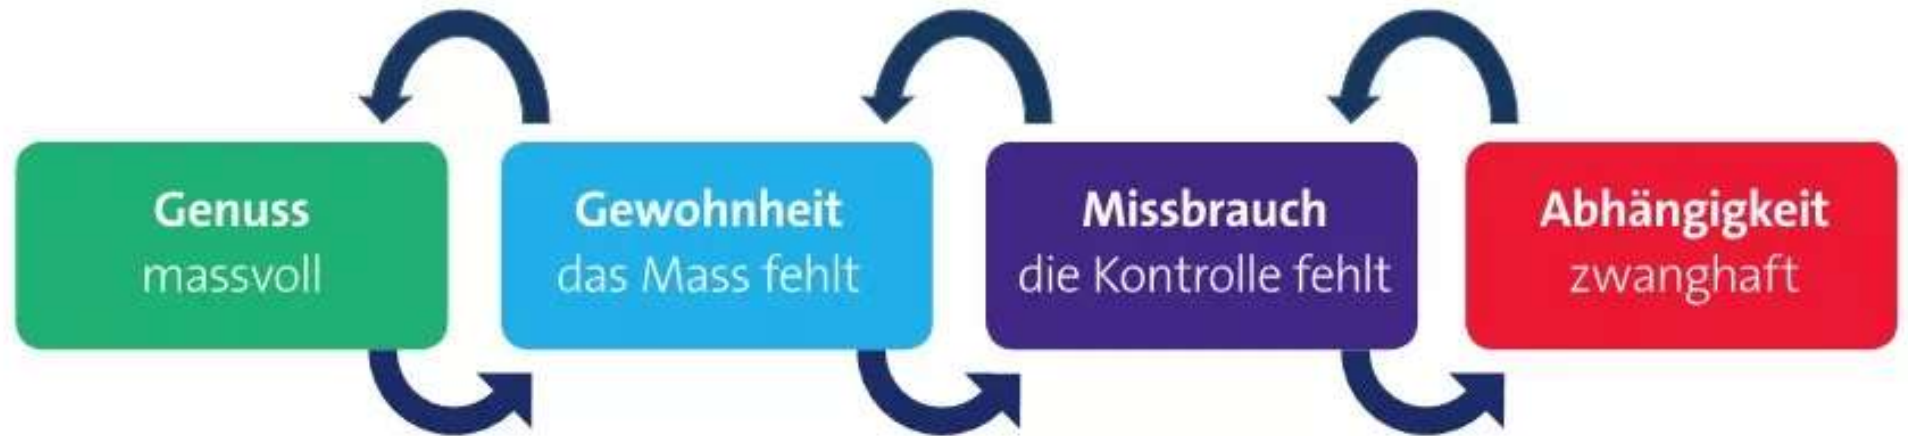 Genuss
massvoll
Gewohnheit
das Mass fehlt
Missbrauch
die Kontrolle fehlt
Abhängigkeit
zwanghaft